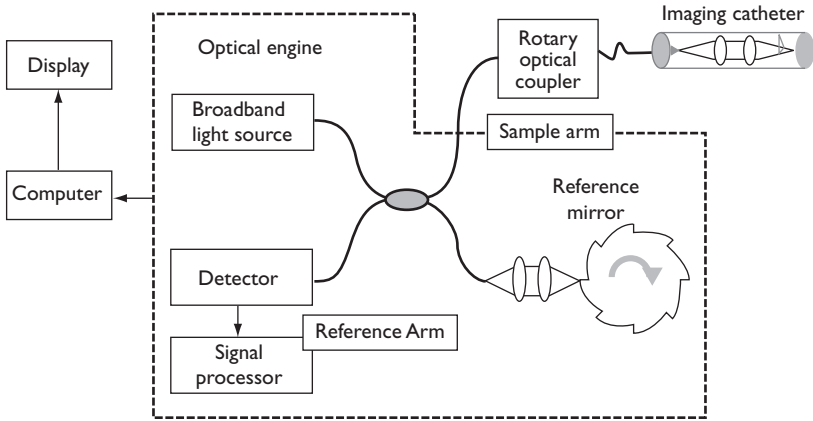 Imaging catheter
Optical engine
Rotary
optical
coupler
Display
Broadband
light source
Sample arm
Computer
Reference
mirror
Detector
Reference Arm
Signal
processor